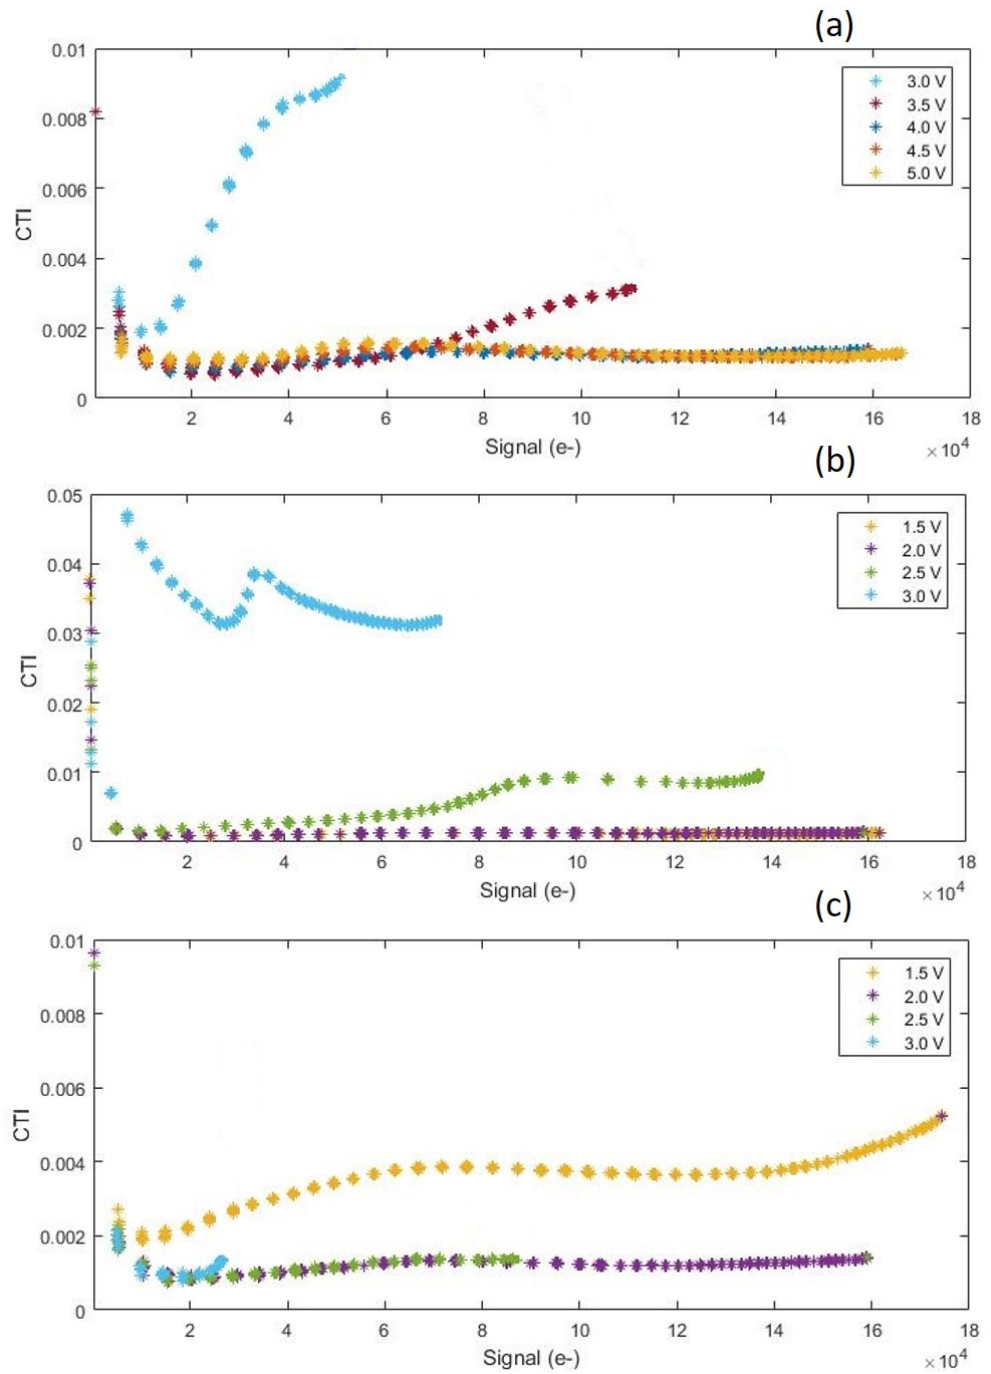 (a)
0.01
0.008
0.006
0.004
0.002
0
CTI
3.0 V
3.5 V
4.0 V
4.5 V
5.0 V
2 4 6 8 10 12 14 16 18
Signal (e-)
×10⁴
(b)
0.05
0.04
0.03
0.02
0.01
0
CTI
1.5 V
2.0 V
2.5 V
3.0 V
2 4 6 8 10 12 14 16 18
Signal (e-)
×10⁴
(c)
0.01
0.008
0.006
0.004
0.002
0
CTI
1.5 V
2.0 V
2.5 V
3.0 V
2 4 6 8 10 12 14 16 18
Signal (e-)
×10⁴